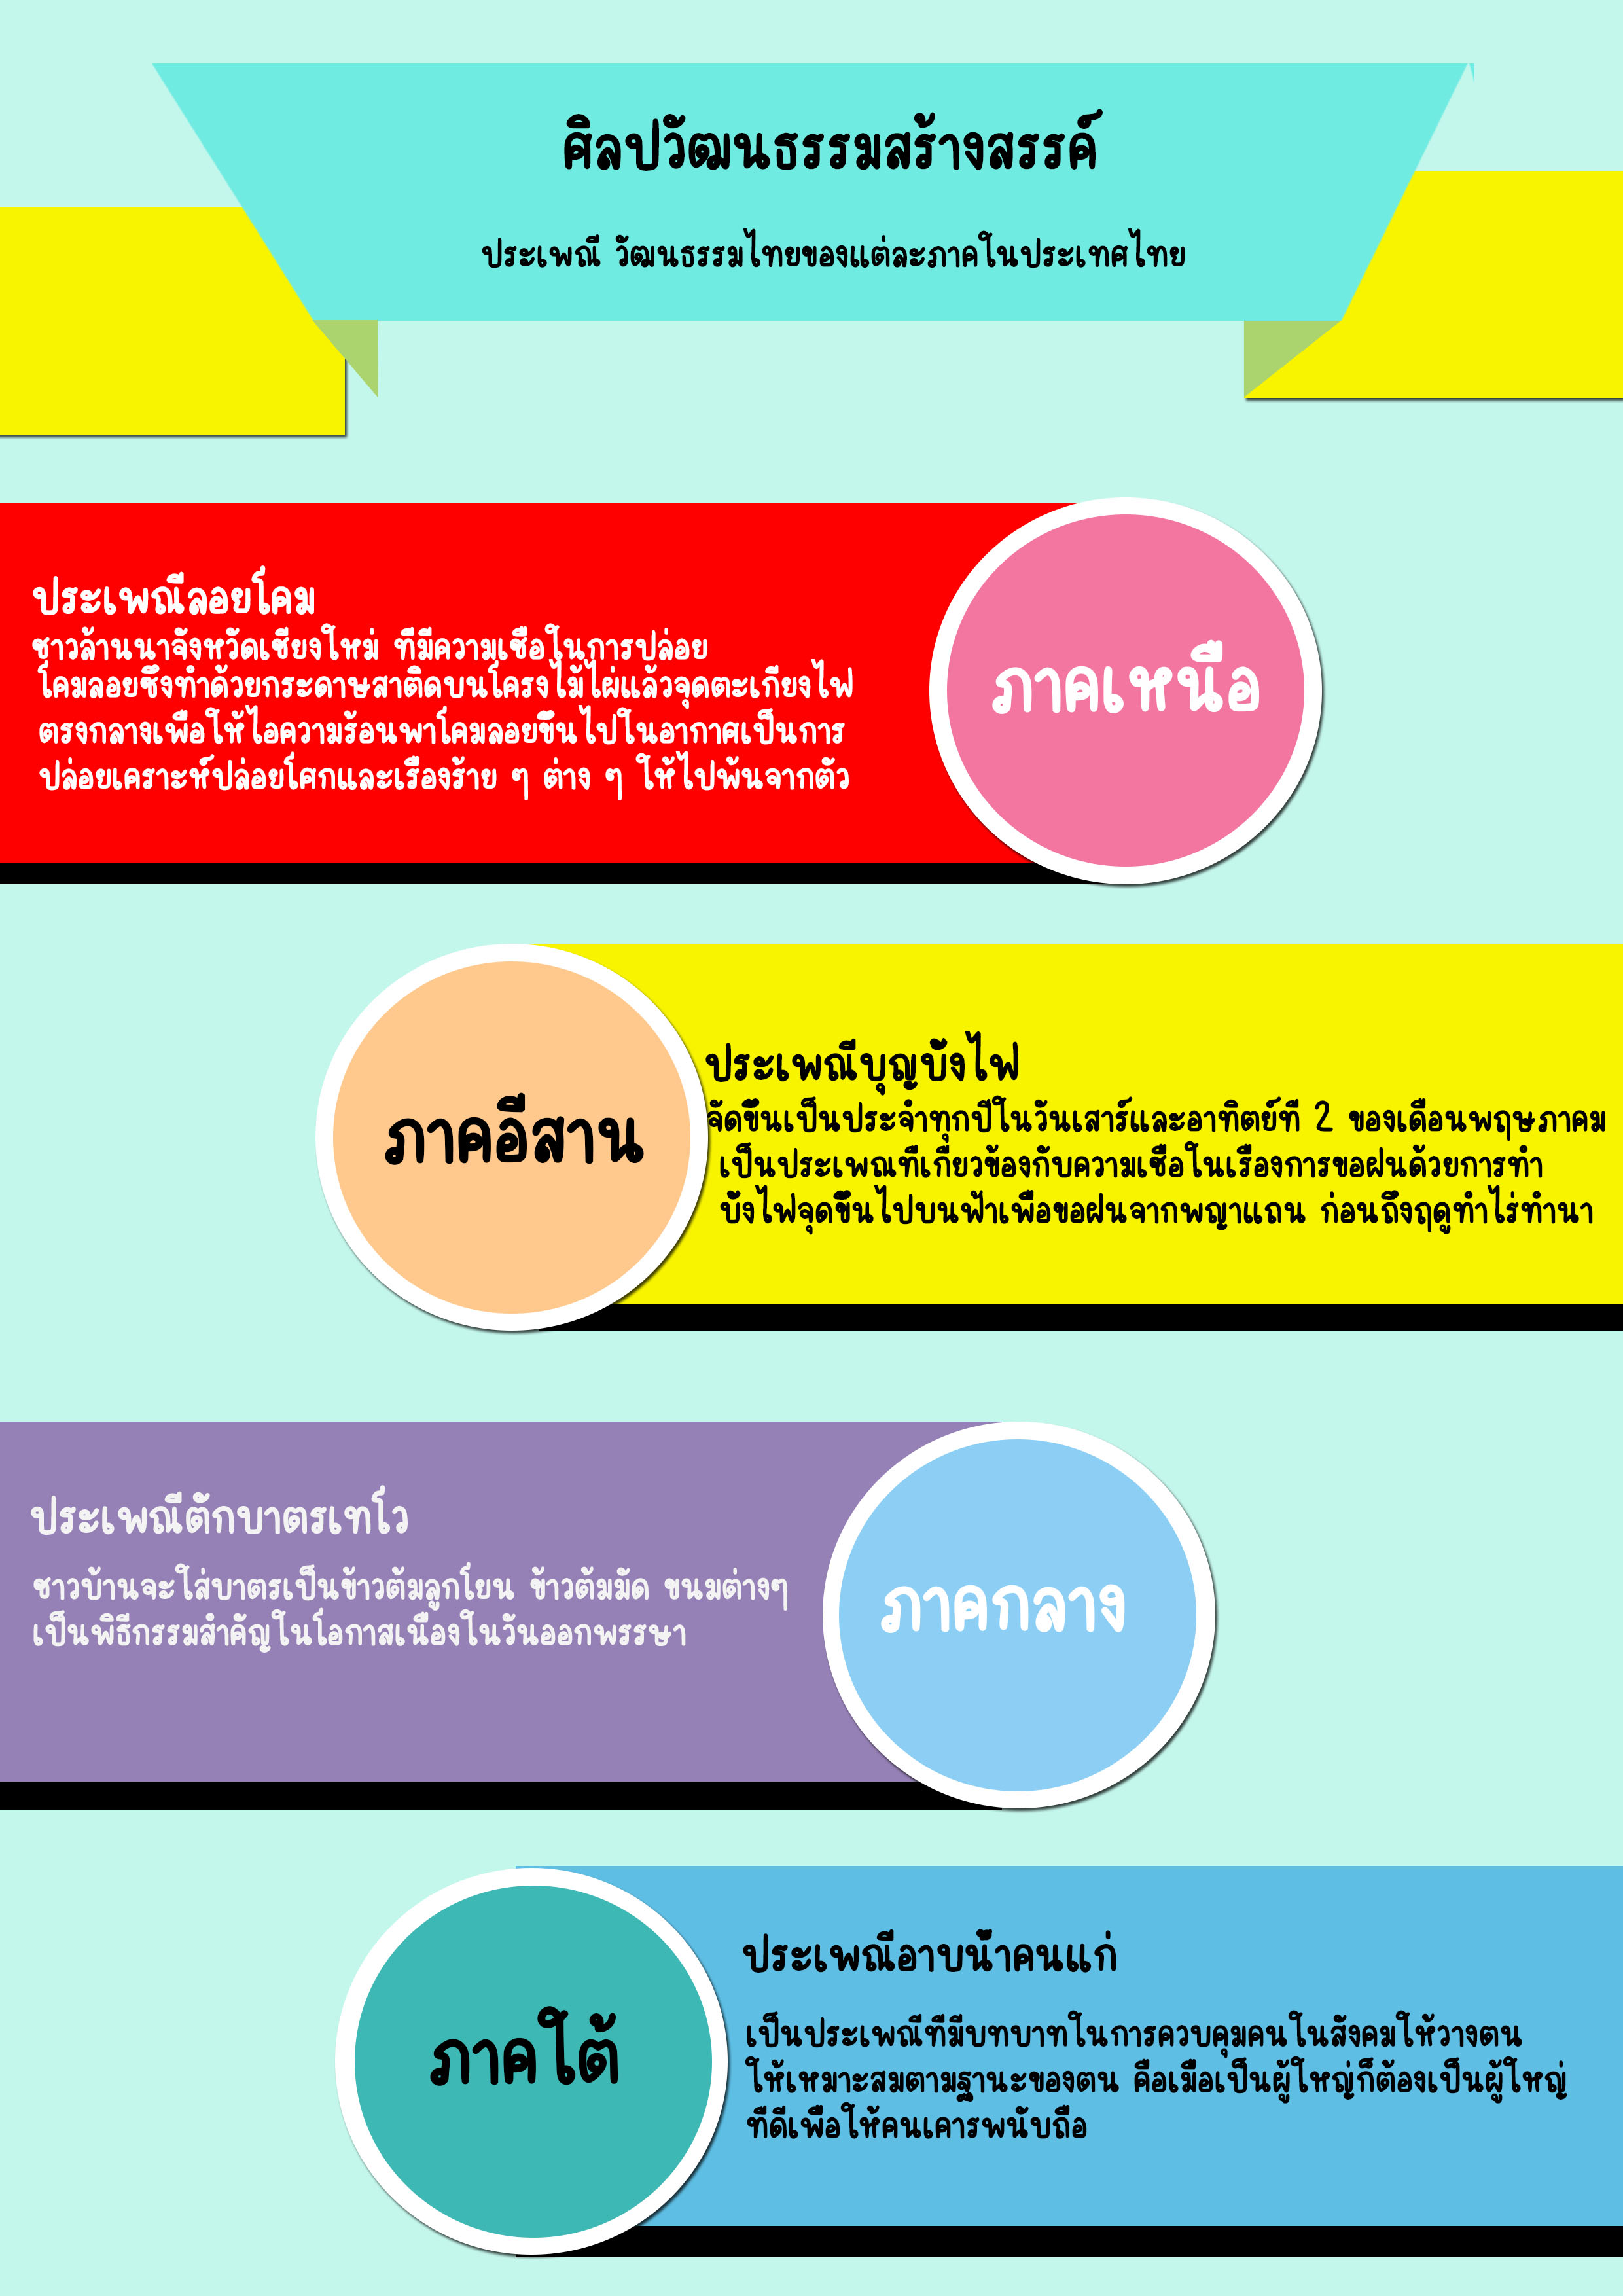 ศิลปวัฒนธรรมสร้างสรรค์
ประเพณี วัฒนธรรมไทยของแต่ละภาคในประเทศไทย
ประเพณีลอยโคม
ชาวล้านนาจังหวัดเชียงใหม่ ที่มีความเชื่อในการปล่อย
โคมลอยซึ่งทำด้วยกระดาษสาติดบนโครงไม้ไผ่แล้วจุดตะเกียงไฟ
ตรงกลางเพื่อให้ไอความร้อนพาโคมลอยขึ้นไปในอากาศเป็นการ
ปล่อยเคราะห์ปล่อยโศกและเรื่องร้าย ๆ ต่าง ๆ ให้ไปพ้นจากตัว
ภาคเหนือ
ภาคอีสาน
ประเพณีบุญบั้งไฟ
จัดขึ้นเป็นประจำทุกปีในวันเสาร์และอาทิตย์ที่ 2 ของเดือนพฤษภาคม
เป็นประเพณที่เกี่ยวข้องกับความเชื่อในเรื่องการขอฝนด้วยการทำ
บั้งไฟจุดขึ้นไปบนฟ้าเพื่อขอฝนจากพญาแถน ก่อนถึงฤดูทำไร่ทำนา
ประเพณีตักบาตรเทโว
ชาวบ้านจะใส่บาตรเป็นข้าวต้มลูกโยน ข้าวต้มมัด ขนมต่างๆ
เป็นพิธีกรรมสำคัญในโอกาสเนื่องในวันออกพรรษา
ภาคกลาง
ภาคใต้
ประเพณีอาบน้ำคนแก่
เป็นประเพณีที่มีบทบาทในการควบคุมคนในสังคมให้วางตน
ให้เหมาะสมตามฐานะของตน คือเมื่อเป็นผู้ใหญ่ก็ต้องเป็นผู้ใหญ่
ที่ดีเพื่อให้คนเคารพนับถือ